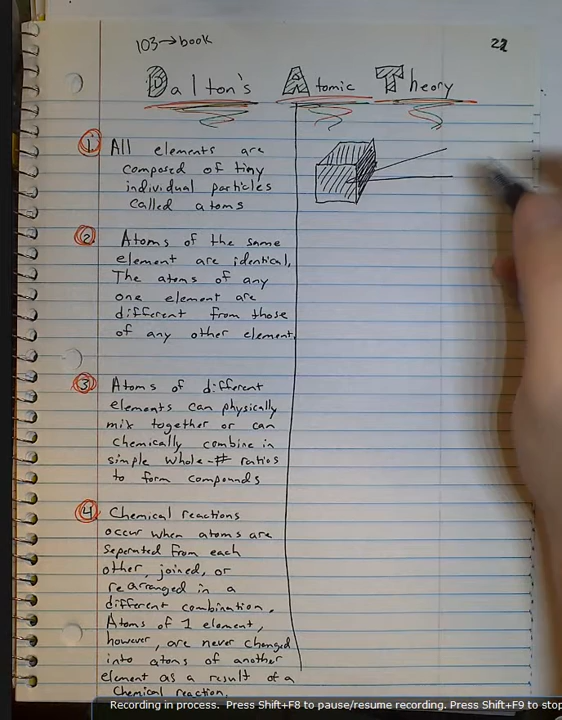 103→book
22
Dalton's Atomic Theory
1. All elements are
composed of tiny
individual particles
called atoms
2. Atoms of the same
element are identical.
The atoms of any
one element are
different from those
of any other element.
3 Atoms of different
elements can physically
mix together or can
chemically combine in
simple whole-# ratios
to form compounds
4 Chemical reactions
occur when atoms are
seperated from each
other, joined, or
rearranged in a
different combination.
Atoms of 1 element,
however, are never changed
into atoms of another
element as a result of a
Chemical reaction.
Recording in process. Press Shift+F8 to pause/resume recording. Press Shift+F9 to stop